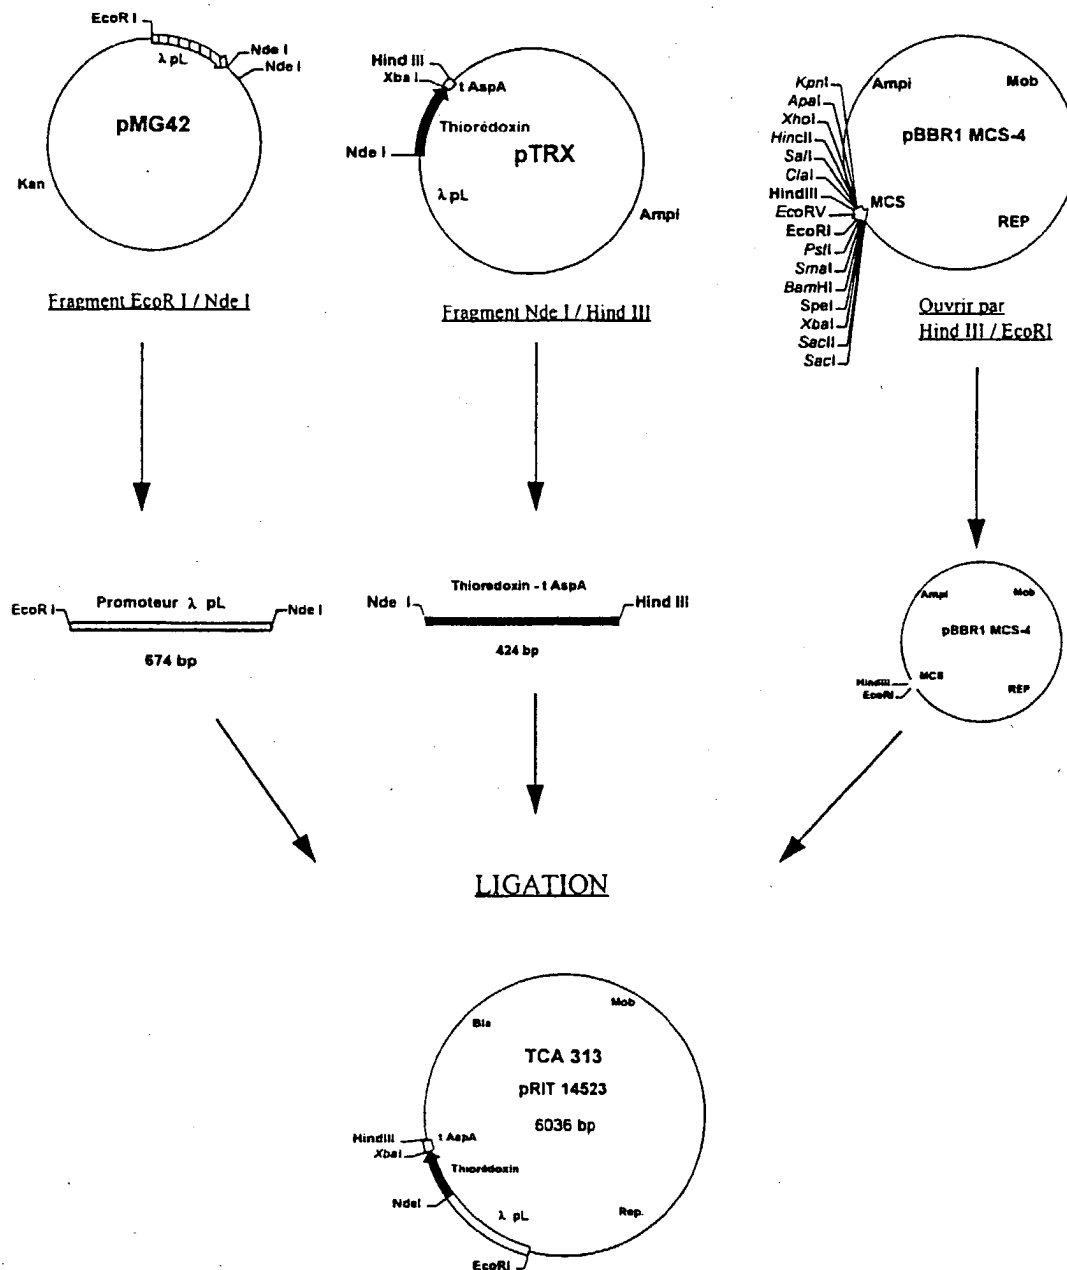 EcoR I
λ pL
Nde I
Nde I
pMG42
Kan
Fragment EcoR I / Nde I
Hind III
Xba I
t AspA
Thiorédoxin
Nde I
pTRX
λ pL
Ampi
Fragment Nde I / Hind III
KpnI
ApaI
XhoI
HincII
SalI
ClaI
HindIII
EcoRV
EcoRI
PstI
SmaI
BamHI
SpeI
XbaI
SacII
SacI
Ampi
Mob
pBBR1 MCS-4
MCS
REP
Ouvrir par
Hind III / EcoRI
EcoR I
Promoteur λ pL
Nde I
674 bp
Thioredoxin - t AspA
Nde I
Hind III
424 bp
Ampi
Mob
pBBR1 MCS-4
HindIII
EcoRI
MCS
REP
LIGATION
Bla
Mob
TCA 313
pRIT 14523
6036 bp
HindIII
XbaI
t AspA
Thiorédoxin
NdeI
λ pL
Rep.
EcoRI